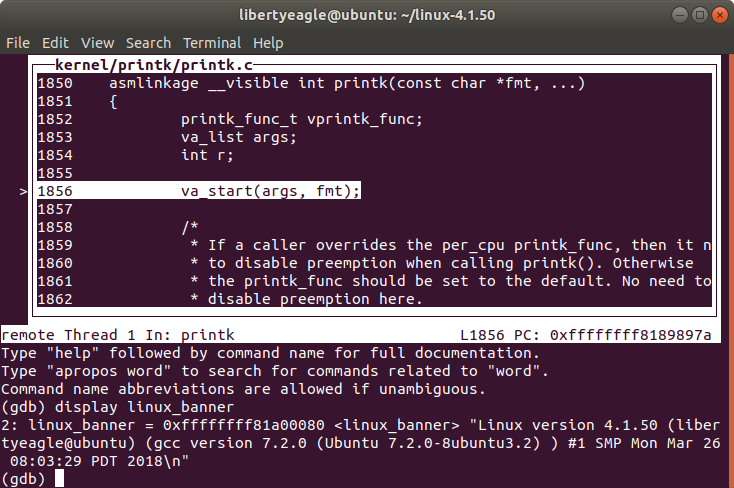 libertyeagle@ubuntu: ~/linux-4.1.50
File Edit View Search Terminal Help
kernel/printk/printk.c
1850 asmlinkage __visible int printk(const char *fmt, ...)
1851 {
1852 printk_func_t vprintk_func;
1853 va_list args;
1854 int r;
1855
> 1856 va_start(args, fmt);
1857
1858 /*
1859 * If a caller overrides the per_cpu printk_func, then it n
1860 * to disable preemption when calling printk(). Otherwise
1861 * the printk_func should be set to the default. No need to
1862 * disable preemption here.
remote Thread 1 In: printk L1856 PC: 0xffffffff8189897a
Type "help" followed by command name for full documentation.
Type "apropos word" to search for commands related to "word".
Command name abbreviations are allowed if unambiguous.
(gdb) display linux_banner
2: linux_banner = 0xffffffff81a00080 <linux_banner> "Linux version 4.1.50 (liber
tyeagle@ubuntu) (gcc version 7.2.0 (Ubuntu 7.2.0-8ubuntu3.2) ) #1 SMP Mon Mar 26
08:03:29 PDT 2018\n"
(gdb)